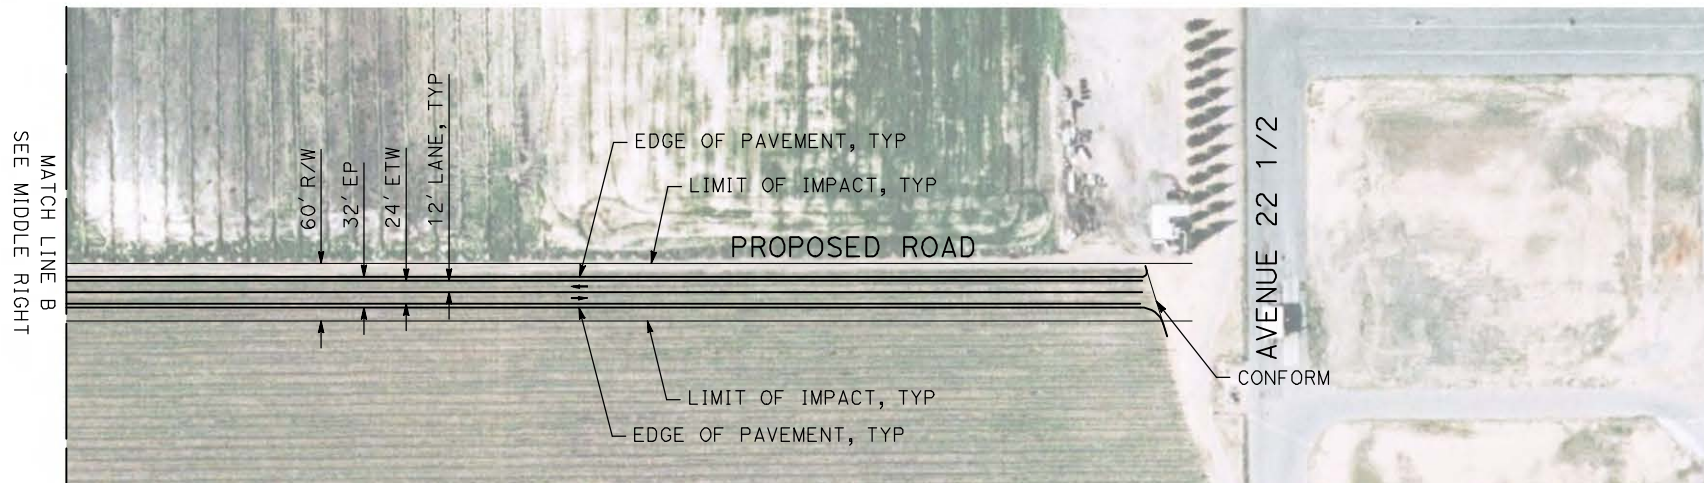 MATCH LINE B
SEE MIDDLE RIGHT
60' R/W
32' EP
24' ETW
12' LANE, TYP
EDGE OF PAVEMENT, TYP
LIMIT OF IMPACT, TYP
PROPOSED ROAD
AVENUE 22 1/2
CONFORM
LIMIT OF IMPACT, TYP
EDGE OF PAVEMENT, TYP